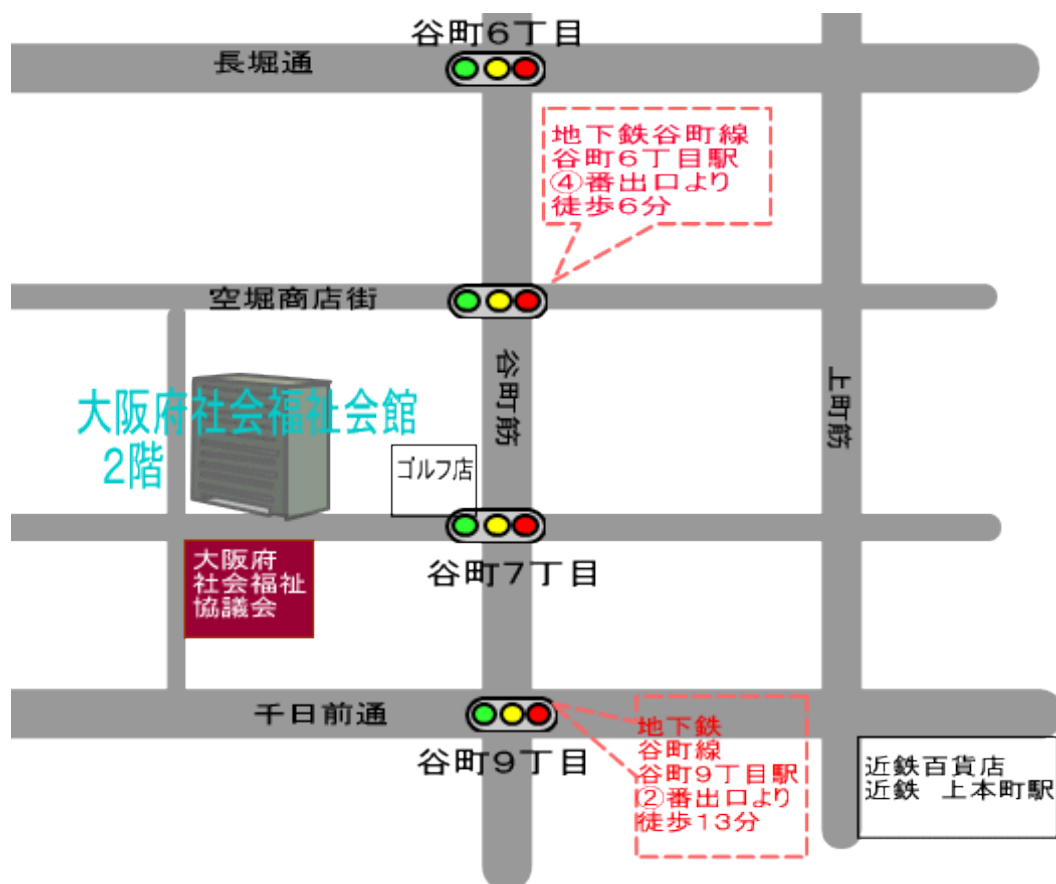 谷町6丁目
長堀通
地下鉄谷町線
谷町6丁目駅
④番出口より
徒歩6分
空堀商店街
谷町筋
上町筋
大阪府社会福祉会館
2階
ゴルフ店
谷町7丁目
大阪府
社会福祉
協議会
千日前通
谷町9丁目
地下鉄
谷町線
谷町9丁目駅
②番出口より
徒歩13分
近鉄百貨店
近鉄 上本町駅